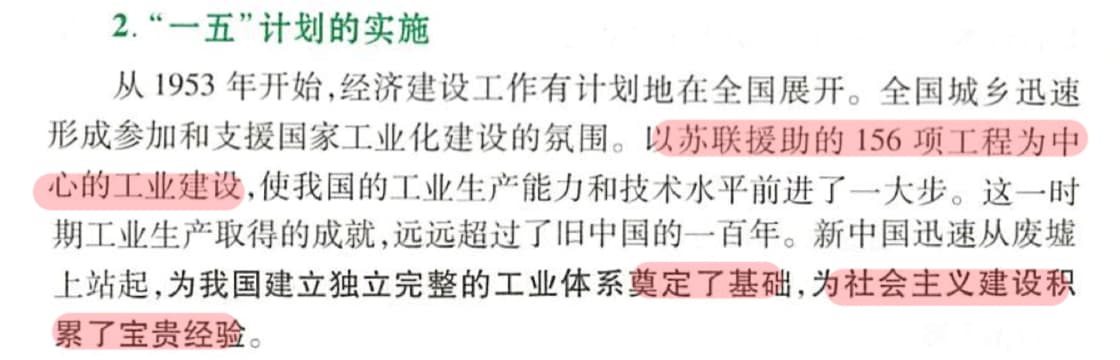 2.“一五”计划的实施
从 1953 年开始,经济建设工作有计划地在全国展开。全国城乡迅速
形成参加和支援国家工业化建设的氛围。以苏联援助的 156 项工程为中
心的工业建设,使我国的工业生产能力和技术水平前进了一大步。这一时
期工业生产取得的成就,远远超过了旧中国的一百年。新中国迅速从废墟
上站起,为我国建立独立完整的工业体系奠定了基础,为社会主义建设积
累了宝贵经验。